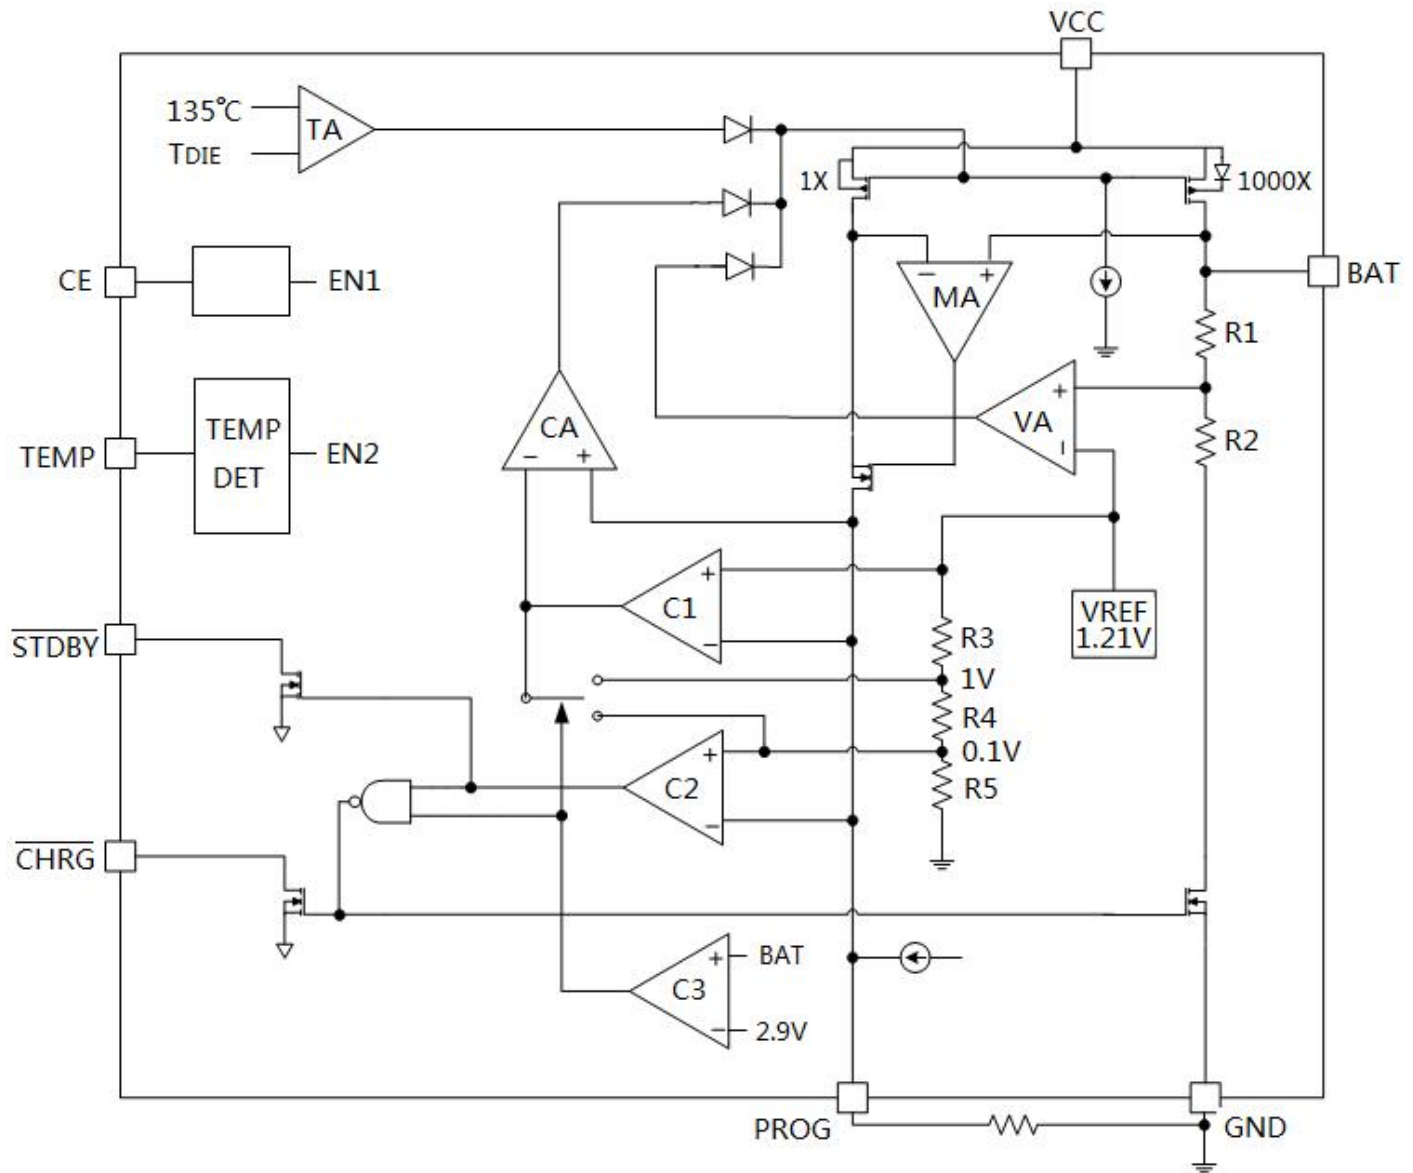 VCC
135℃
TA
TDIE
1X
1000X
CE
EN1
BAT
−
+
MA
R1
TEMP
TEMP
DET
EN2
CA
−
+
+
VA
−
R2
STDBY
+
C1
−
R3
VREF
1.21V
1V
R4
+
0.1V
C2
R5
−
CHRG
+
BAT
C3
−
2.9V
PROG
GND